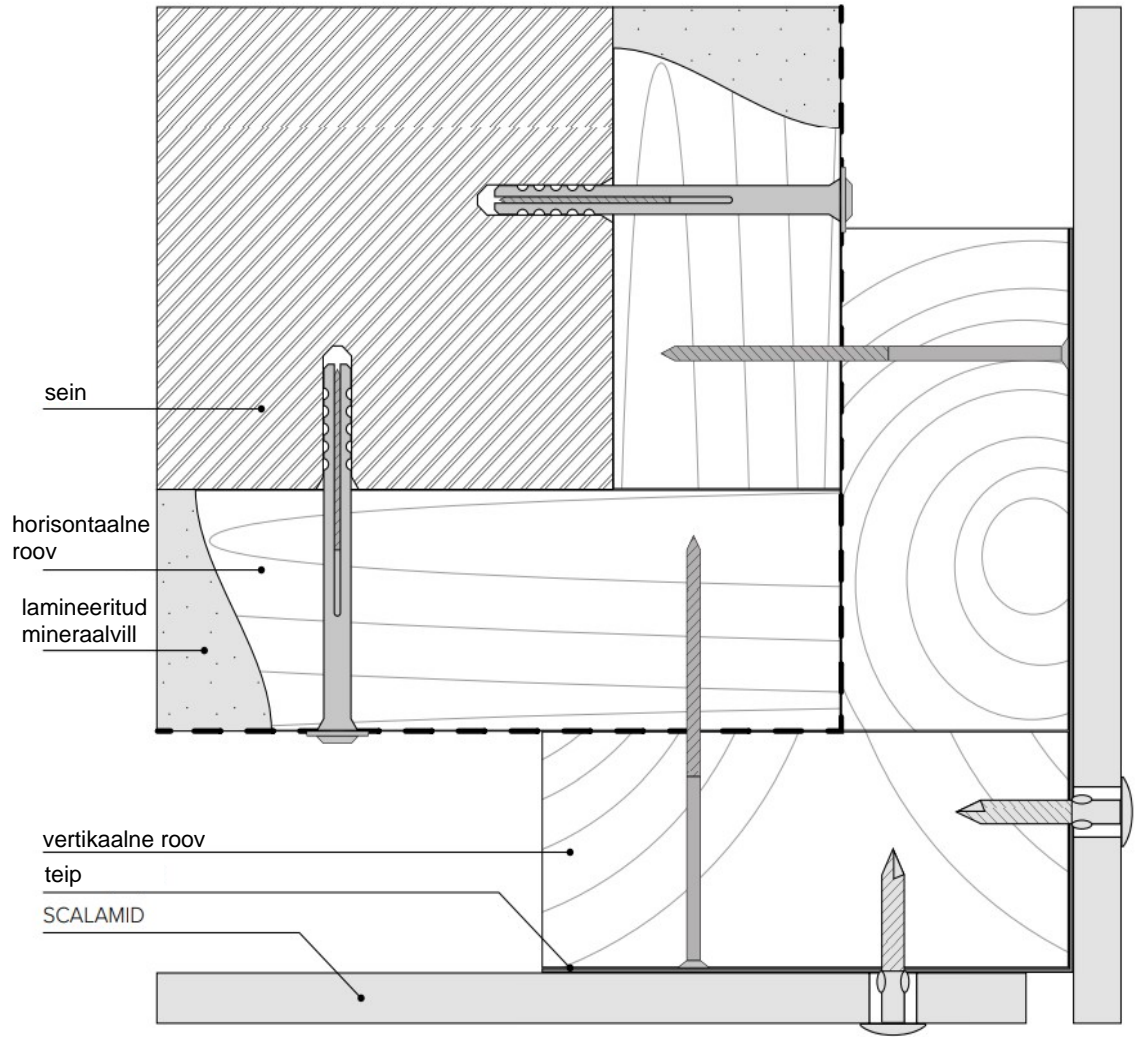 sein
horisontaalne
roov
lamineeritud
mineraalvill
vertikaalne roov
teip
SCALAMID